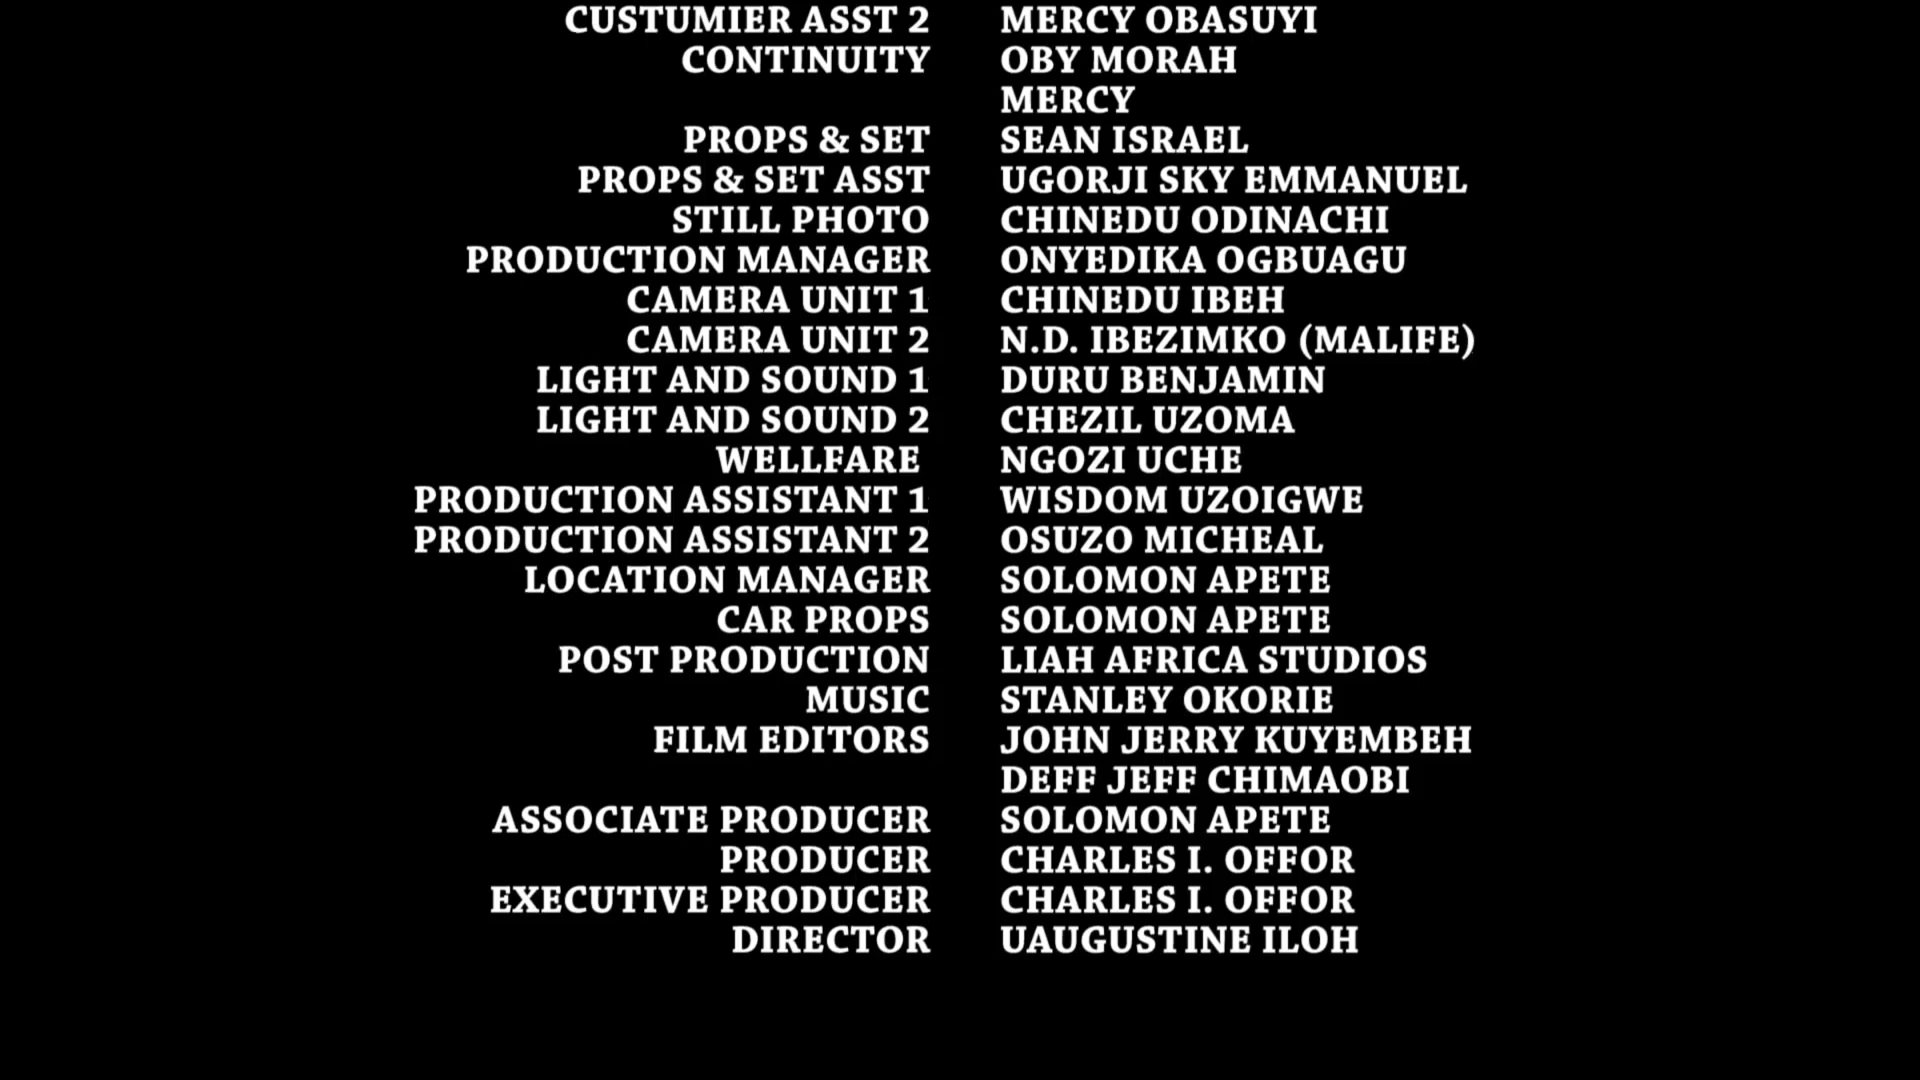 CUSTUMIER ASST 2 MERCY OBASUYI
CONTINUITY OBY MORAH
MERCY
PROPS & SET SEAN ISRAEL
PROPS & SET ASST UGORJI SKY EMMANUEL
STILL PHOTO CHINEDU ODINACHI
PRODUCTION MANAGER ONYEDIKA OGBUAGU
CAMERA UNIT 1 CHINEDU IBEH
CAMERA UNIT 2 N.D. IBEZIMKO (MALIFE)
LIGHT AND SOUND 1 DURU BENJAMIN
LIGHT AND SOUND 2 CHEZIL UZOMA
WELLFARE NGOZI UCHE
PRODUCTION ASSISTANT 1 WISDOM UZOIGWE
PRODUCTION ASSISTANT 2 OSUZO MICHEAL
LOCATION MANAGER SOLOMON APETE
CAR PROPS SOLOMON APETE
POST PRODUCTION LIAH AFRICA STUDIOS
MUSIC STANLEY OKORIE
FILM EDITORS JOHN JERRY KUYEMBEH
DEFF JEFF CHIMAOBI
ASSOCIATE PRODUCER SOLOMON APETE
PRODUCER CHARLES I. OFFOR
EXECUTIVE PRODUCER CHARLES I. OFFOR
DIRECTOR UAUGUSTINE ILOH